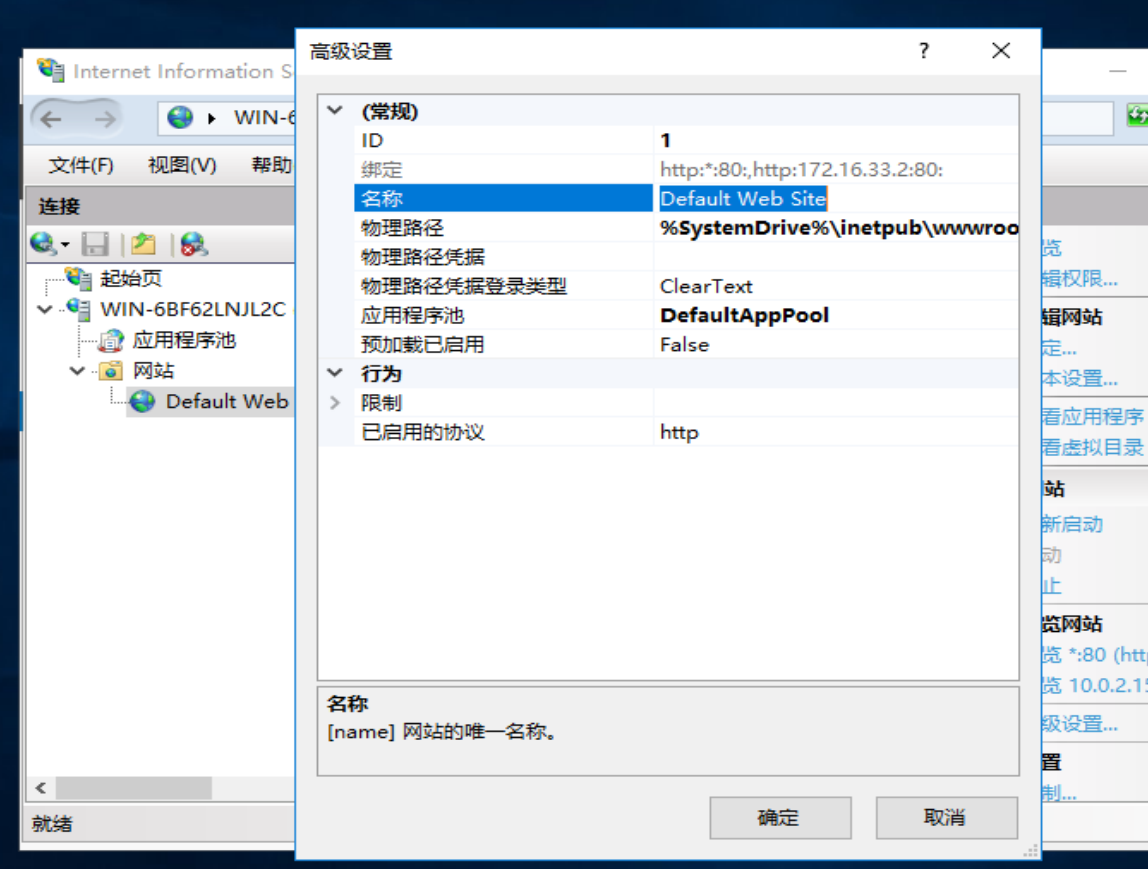 高级设置
?
Internet Information S
WIN-6
文件(F) 视图(V) 帮助
连接
起始页
WIN-6BF62LNJL2C
应用程序池
网站
Default Web
就绪
(常规)
ID 1
绑定 http:*:80:,http:172.16.33.2:80:
名称 Default Web Site
物理路径 %SystemDrive%\inetpub\wwwroo
物理路径凭据
物理路径凭据登录类型 ClearText
应用程序池 DefaultAppPool
预加载已启用 False
行为
限制
已启用的协议 http
名称
[name] 网站的唯一名称。
确定 取消
览
辑权限...
辑网站
定...
本设置...
看应用程序
看虚拟目录
站
新启动
动
止
览网站
览 *:80 (htt
览 10.0.2.15
级设置...
置
制...